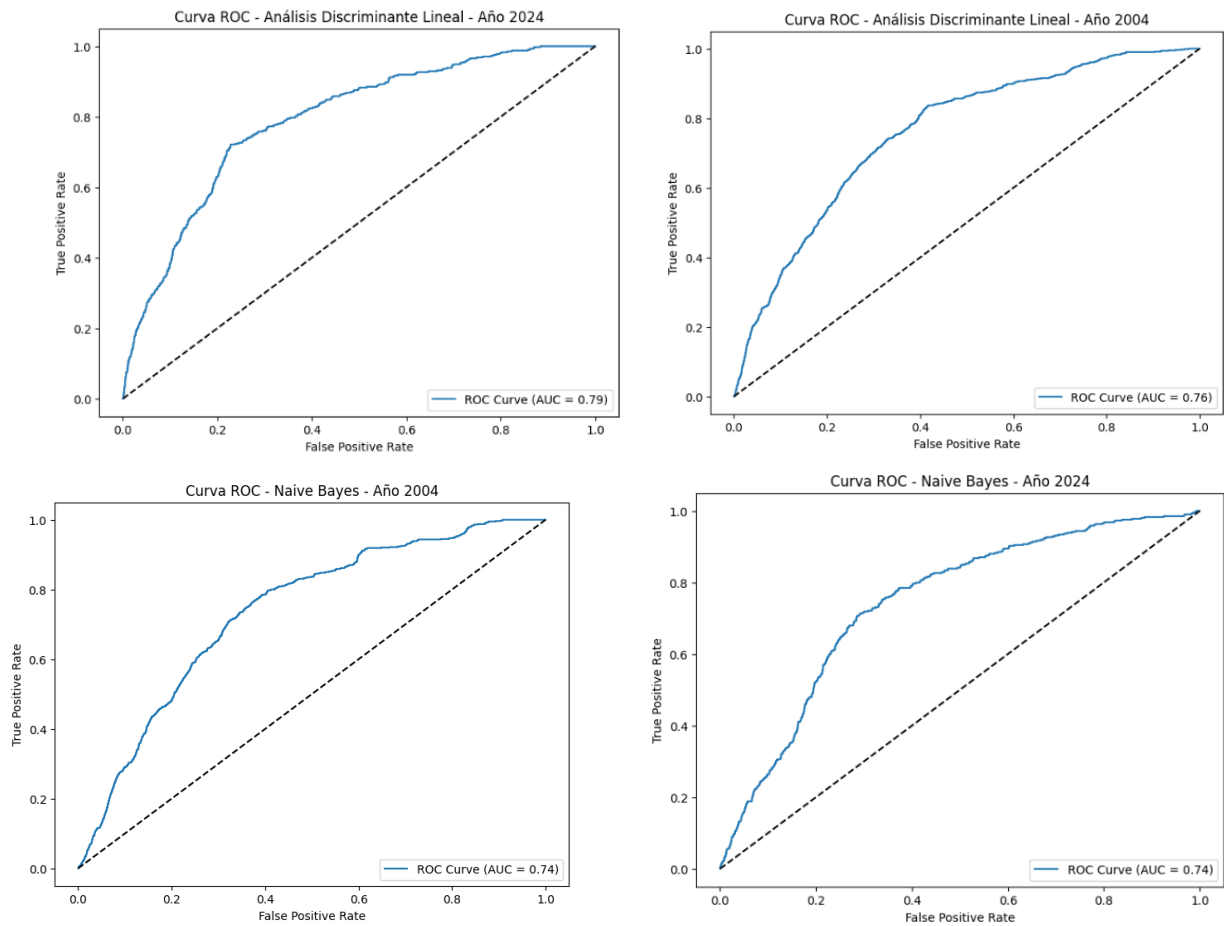 Curva ROC - Análisis Discriminante Lineal - Año 2024
1.0
0.8
0.6
0.4
0.2
0.0
True Positive Rate
ROC Curve (AUC = 0.79)
0.0 0.2 0.4 0.6 0.8 1.0
False Positive Rate
Curva ROC - Análisis Discriminante Lineal - Año 2004
1.0
0.8
0.6
0.4
0.2
0.0
True Positive Rate
ROC Curve (AUC = 0.76)
0.0 0.2 0.4 0.6 0.8 1.0
False Positive Rate
Curva ROC - Naive Bayes - Año 2004
1.0
0.8
0.6
0.4
0.2
0.0
True Positive Rate
ROC Curve (AUC = 0.74)
0.0 0.2 0.4 0.6 0.8 1.0
False Positive Rate
Curva ROC - Naive Bayes - Año 2024
1.0
0.8
0.6
0.4
0.2
0.0
True Positive Rate
ROC Curve (AUC = 0.74)
0.0 0.2 0.4 0.6 0.8 1.0
False Positive Rate